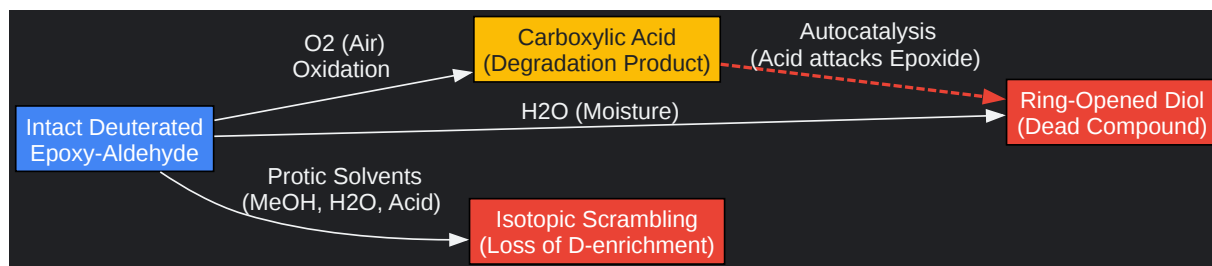 O2 (Air)
Oxidation
Carboxylic Acid
(Degradation Product)
Autocatalysis
(Acid attacks Epoxide)
Intact Deuterated
Epoxy-Aldehyde
H2O (Moisture)
Ring-Opened Diol
(Dead Compound)
Protic Solvents
(MeOH, H2O, Acid)
Isotopic Scrambling
(Loss of D-enrichment)